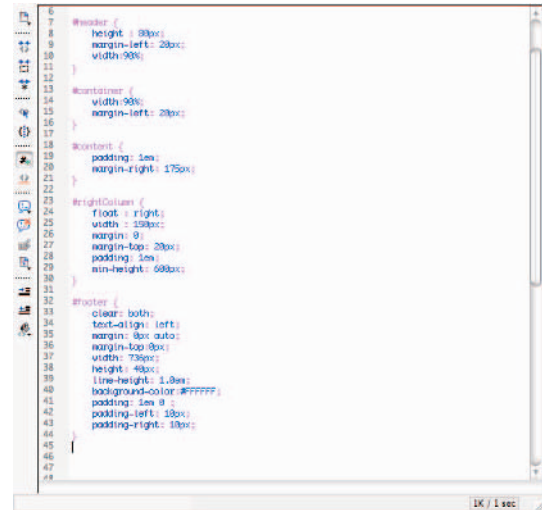 6
7 #header {
8 height : 80px;
9 margin-left: 20px;
10 width:90%;
11 }
12
13 #container {
14 width:90%;
15 margin-left: 20px;
16 }
17
18 #content {
19 padding: 1em;
20 margin-right: 175px;
21 }
22
23 #rightColumn {
24 float : right;
25 width : 150px;
26 margin: 0;
27 margin-top: 20px;
28 padding: 1em;
29 min-height: 600px;
30 }
31
32 #footer {
33 clear: both;
34 text-align: left;
35 margin: 0px auto;
36 margin-top:0px;
37 width: 736px;
38 height: 40px;
39 line-height: 1.0em;
40 background-color:#FFFFFF;
41 padding: 1em 0 ;
42 padding-left: 10px;
43 padding-right: 10px;
44 }
45
46
47
48
1K / 1 sec